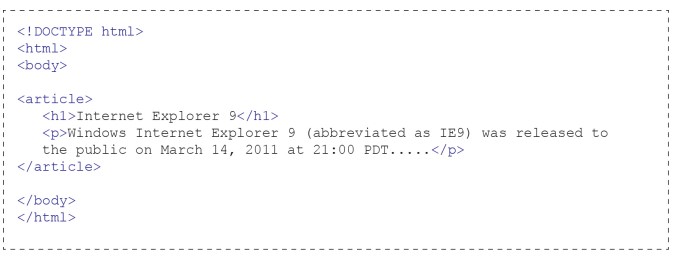 <!DOCTYPE html>
<html>
<body>
<article>
<h1>Internet Explorer 9</h1>
<p>Windows Internet Explorer 9 (abbreviated as IE9) was released to
the public on March 14, 2011 at 21:00 PDT.....</p>
</article>
</body>
</html>